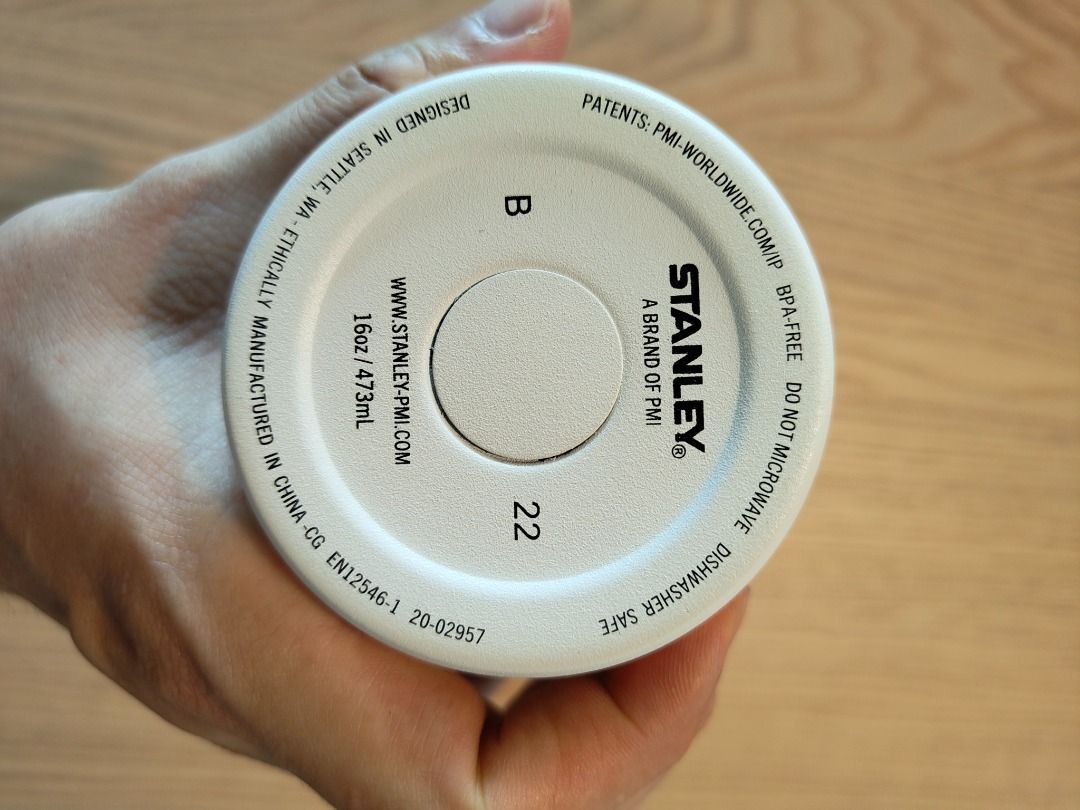 PATENTS: PMI-WORLDWIDE.COM/IP BPA-FREE DO NOT MICROWAVE DISHWASHER SAFE
STANLEY®
A BRAND OF PMI
B 22
WWW.STANLEY-PMI.COM
16oz / 473mL
DESIGNED IN SEATTLE, WA - ETHICALLY MANUFACTURED IN CHINA -CG EN12546-1 20-02957